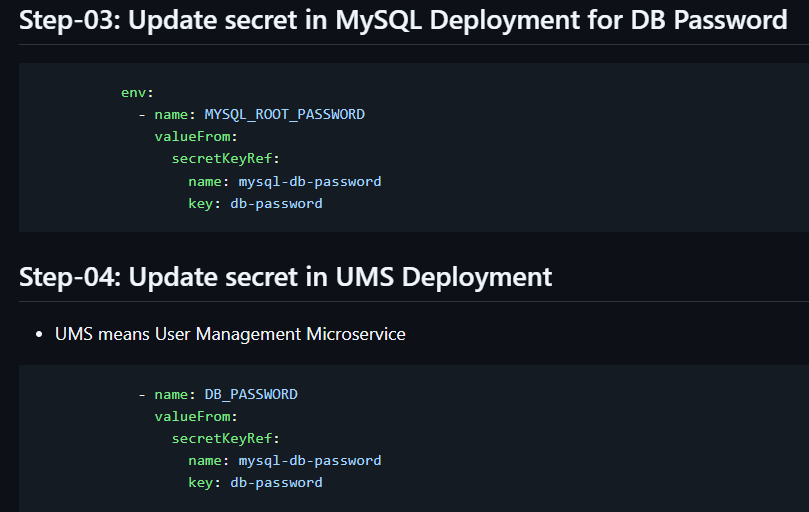 Step-03: Update secret in MySQL Deployment for DB Password
env:
- name: MYSQL_ROOT_PASSWORD
valueFrom:
secretKeyRef:
name: mysql-db-password
key: db-password
Step-04: Update secret in UMS Deployment
• UMS means User Management Microservice
- name: DB_PASSWORD
valueFrom:
secretKeyRef:
name: mysql-db-password
key: db-password